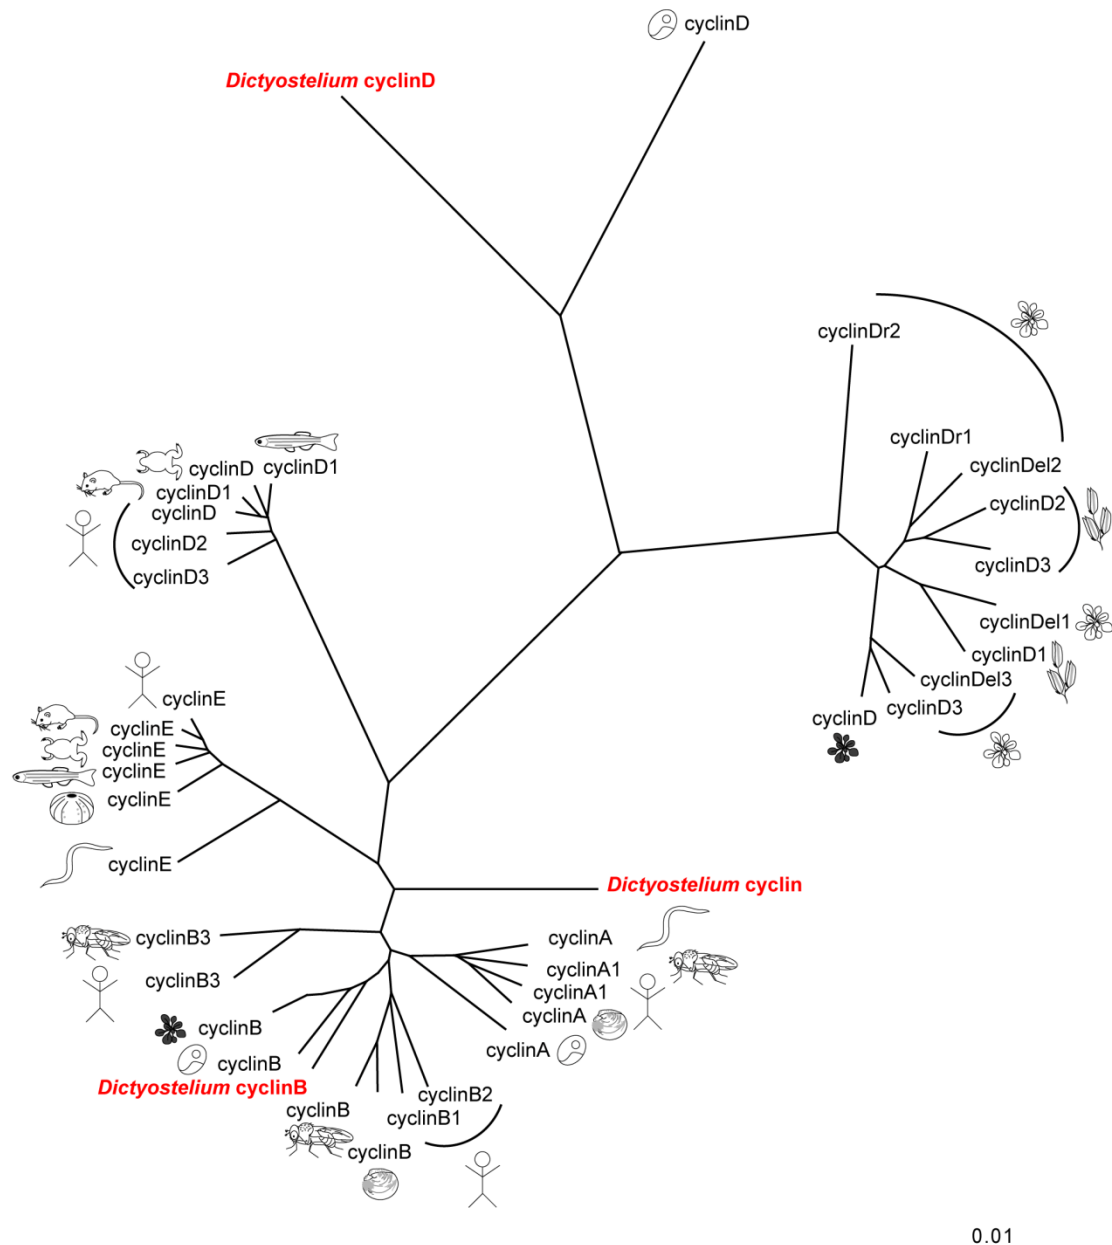 cyclinD
Dictyostelium cyclinD
cyclinDr2
cyclinDr1
cyclinDel2
cyclinD2
cyclinD3
cyclinDel1
cyclinD1
cyclinDel3
cyclinD3
cyclinD
cyclinD cyclinD1
cyclinD1
cyclinD
cyclinD2
cyclinD3
cyclinE
cyclinE
cyclinE
cyclinE
cyclinE
cyclinE
Dictyostelium cyclin
cyclinB3
cyclinB3
cyclinB
cyclinB
Dictyostelium cyclinB
cyclinA
cyclinA1
cyclinA1
cyclinA
cyclinA
cyclinB2
cyclinB1
cyclinB
cyclinB
0.01